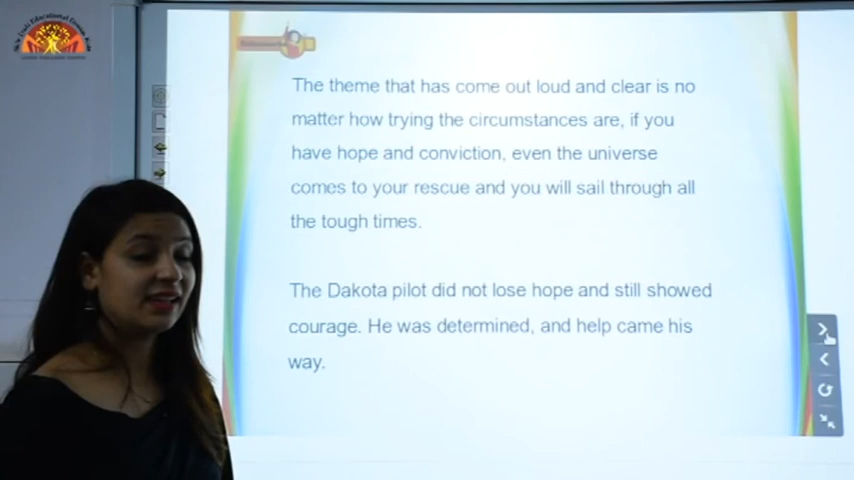 The theme that has come out loud and clear is no
matter how trying the circumstances are, if you
have hope and conviction, even the universe
comes to your rescue and you will sail through all
the tough times.
The Dakota pilot did not lose hope and still showed
courage. He was determined, and help came his
way.